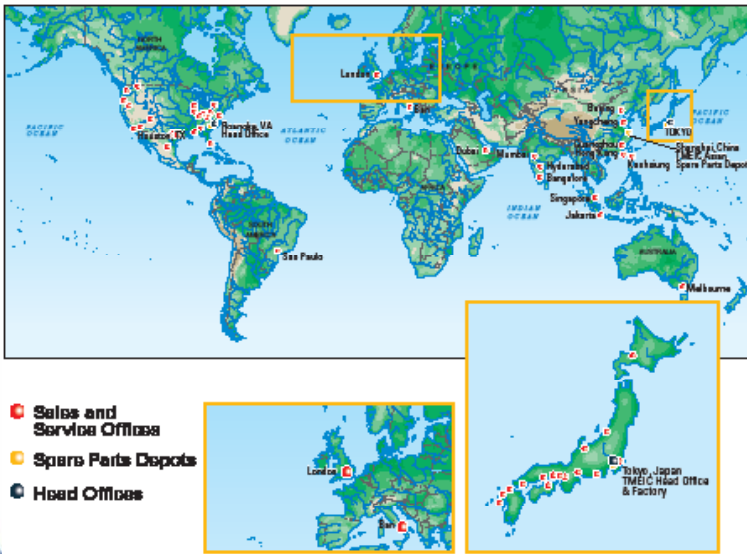 NORTH
AMERICA
EUROPE
London
Bari
PACIFIC
OCEAN
Houston, TX
Roanoke, VA
Head Office
ATLANTIC
OCEAN
Dubai
Mumbai
Hyderabad
Bangalore
Beijing
Yangcheng
Guangzhou
Hong Kong
Kaohsiung
PACIFIC
OCEAN
TOKYO
Shanghai, China
TMEIC Asian
Spare Parts Depot
AFRICA
INDIAN
OCEAN
Singapore
Jakarta
SOUTH
AMERICA
Sao Paulo
AUSTRALIA
Melbourne
Sales and
Service Offices
Spare Parts Depots
Head Offices
London
Bari
Tokyo, Japan
TMEIC Head Office
& Factory